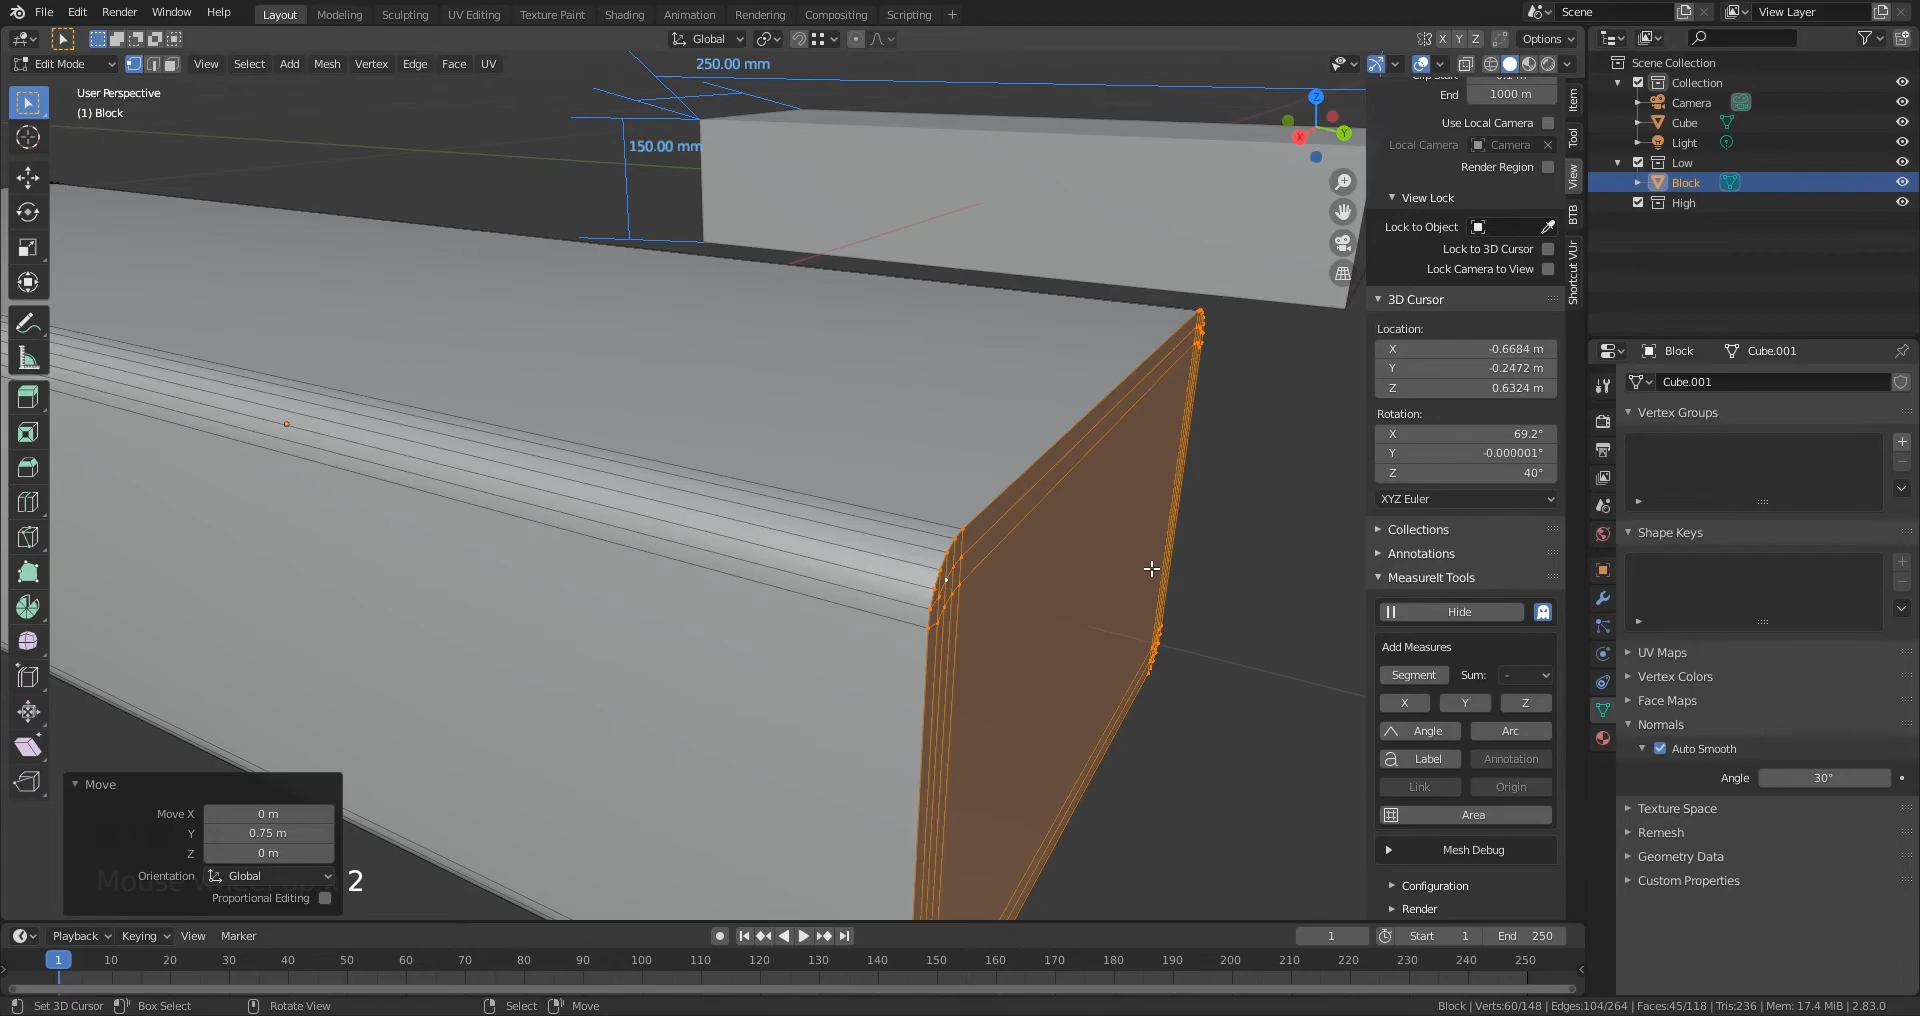 File Edit Render Window Help Layout Modeling Sculpting UV Editing Texture Paint Shading Animation Rendering Compositing Scripting + Scene View Layer
Global X Y Z Options
Edit Mode View Select Add Mesh Vertex Edge Face UV
User Perspective
(1) Block
250.00 mm
150.00 mm
Z
Y
X
End 1000 m
Use Local Camera
Local Camera Camera
Render Region
View Lock
Lock to Object
Lock to 3D Cursor
Lock Camera to View
3D Cursor
Location:
X -0.6684 m
Y -0.2472 m
Z 0.6324 m
Rotation:
X 69.2°
Y -0.000001°
Z 40°
XYZ Euler
Collections
Annotations
MeasureIt Tools
Hide
Add Measures
Segment Sum: -
X Y Z
Angle Arc
Label Annotation
Link Origin
Area
Mesh Debug
Configuration
Render
Item
Tool
View
BTB
Shortcut VUr
Scene Collection
Collection
Camera
Cube
Light
Low
Block
High
Block Cube.001
Cube.001
Vertex Groups
Shape Keys
UV Maps
Vertex Colors
Face Maps
Normals
Auto Smooth
Angle 30°
Texture Space
Remesh
Geometry Data
Custom Properties
Move
Move X 0 m
Y 0.75 m
Z 0 m
Orientation Global
Proportional Editing
2
Playback Keying View Marker 1 Start 1 End 250
1 10 20 30 40 50 60 70 80 90 100 110 120 130 140 150 160 170 180 190 200 210 220 230 240 250
Set 3D Cursor Box Select Rotate View Select Move Block | Verts:60/148 | Edges:104/264 | Faces:45/118 | Tris:236 | Mem: 17.4 MiB | 2.83.0